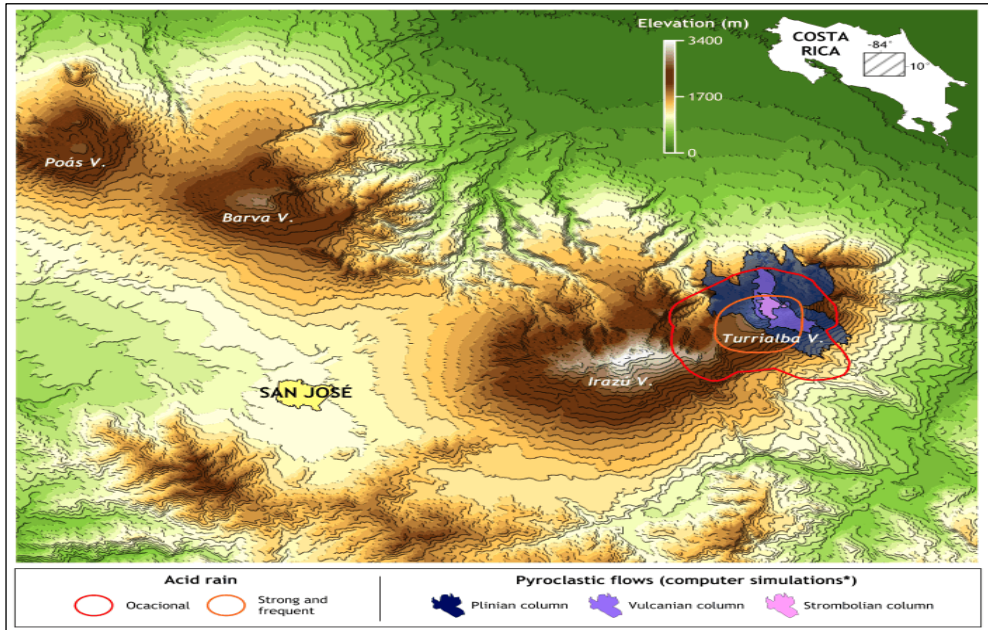 Elevation (m)
3400
1700
0
COSTA
RICA
-84°
-10°
Poás V.
Barva V.
Turrialba V.
Irazú V.
SAN JOSÉ
Acid rain
Ocacional
Strong and
frequent
Pyroclastic flows (computer simulations*)
Plinian column
Vulcanian column
Strombolian column